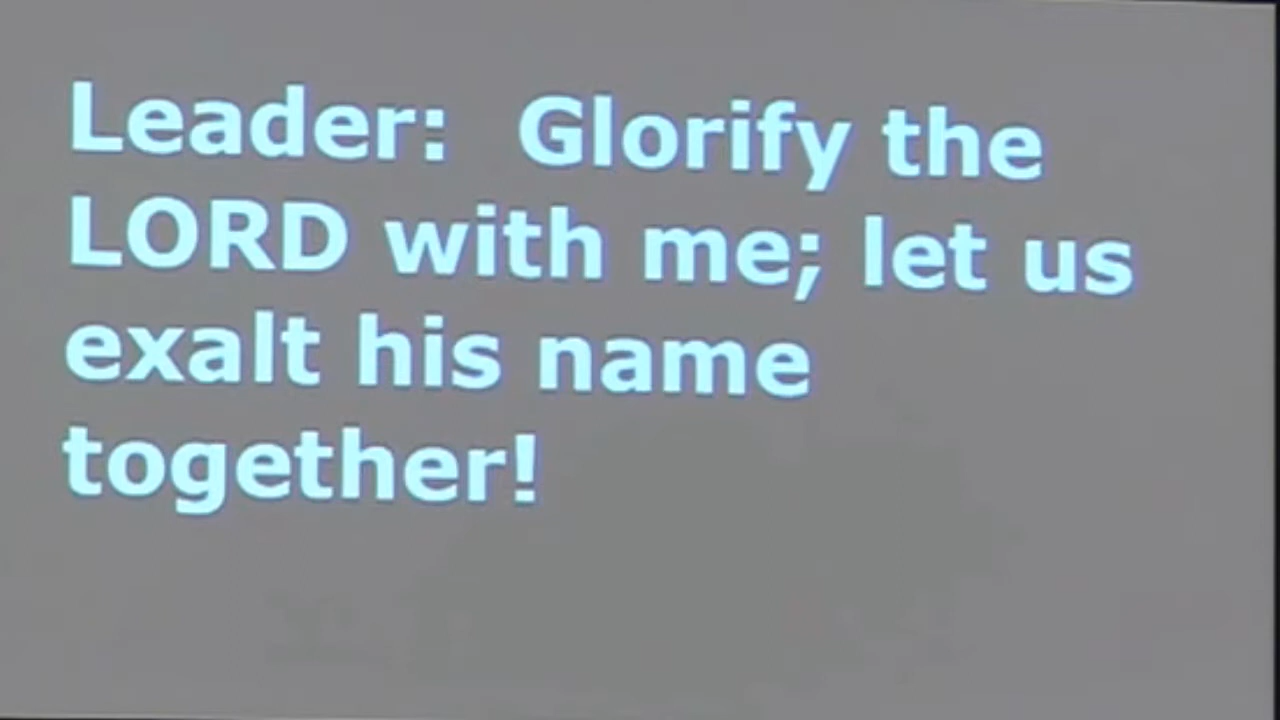 Leader:  Glorify the
LORD with me; let us
exalt his name
together!